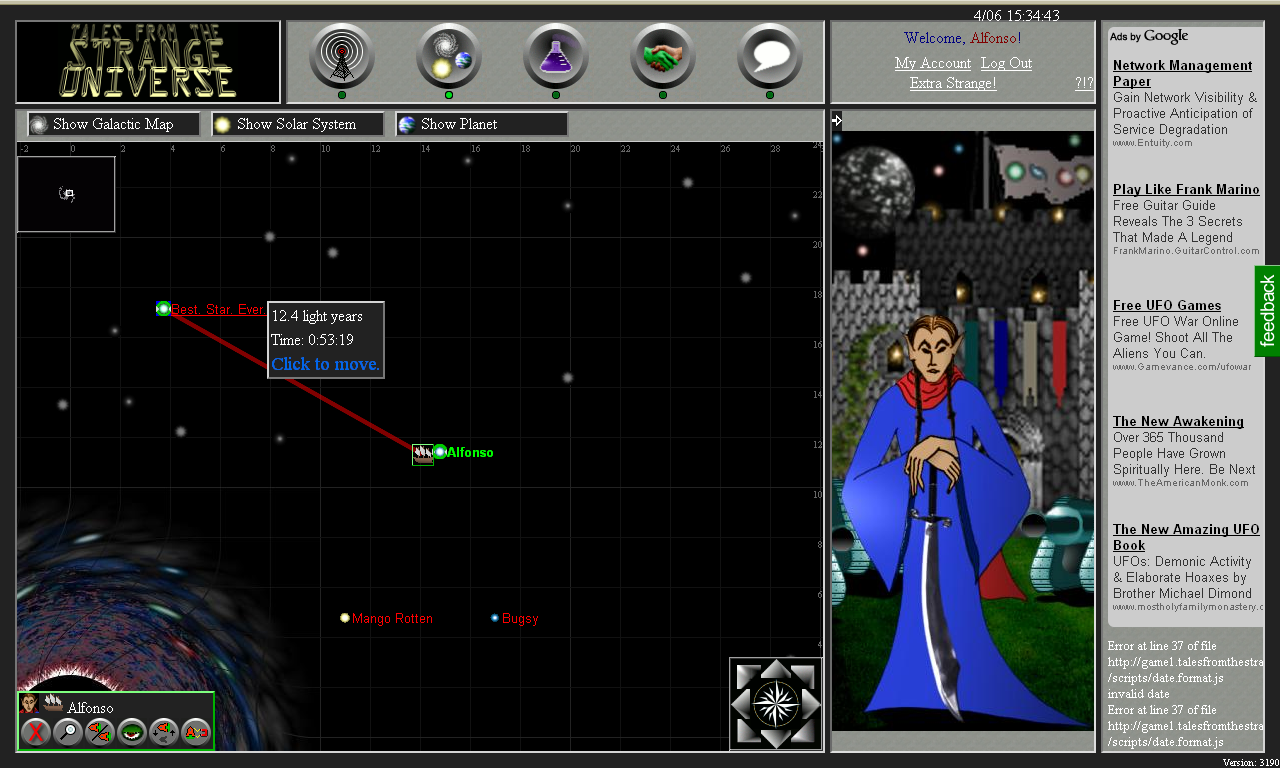 4/06 15:34:43
TALES FROM THE
STRANGE
UNIVERSE
Welcome, Alfonso!
My Account Log Out
Extra Strange! ?!?
Show Galactic Map Show Solar System Show Planet
-2 0 2 4 6 8 10 12 14 16 18 20 22 24 26 28
24
22
20
18
16
14
12
10
8
6
4
Best. Star. Ever.
12.4 light years
Time: 0:53:19
Click to move.
Alfonso
Mango Rotten
Bugsy
Alfonso
Ads by Google
Network Management
Paper
Gain Network Visibility &
Proactive Anticipation of
Service Degradation
www.Entuity.com
Play Like Frank Marino
Free Guitar Guide
Reveals The 3 Secrets
That Made A Legend
FrankMarino.GuitarControl.com
Free UFO Games
Free UFO War Online
Game! Shoot All The
Aliens You Can.
www.Gamevance.com/ufowar
The New Awakening
Over 365 Thousand
People Have Grown
Spiritually Here. Be Next
www.TheAmericanMonk.com
The New Amazing UFO
Book
UFOs: Demonic Activity
& Elaborate Hoaxes by
Brother Michael Dimond
www.mostholyfamilymonastery.c
feedback
Error at line 37 of file
http://game1.talesfromthestra
/scripts/date.format.js
invalid date
Error at line 37 of file
http://game1.talesfromthestra
/scripts/date.format.js
Version: 3190